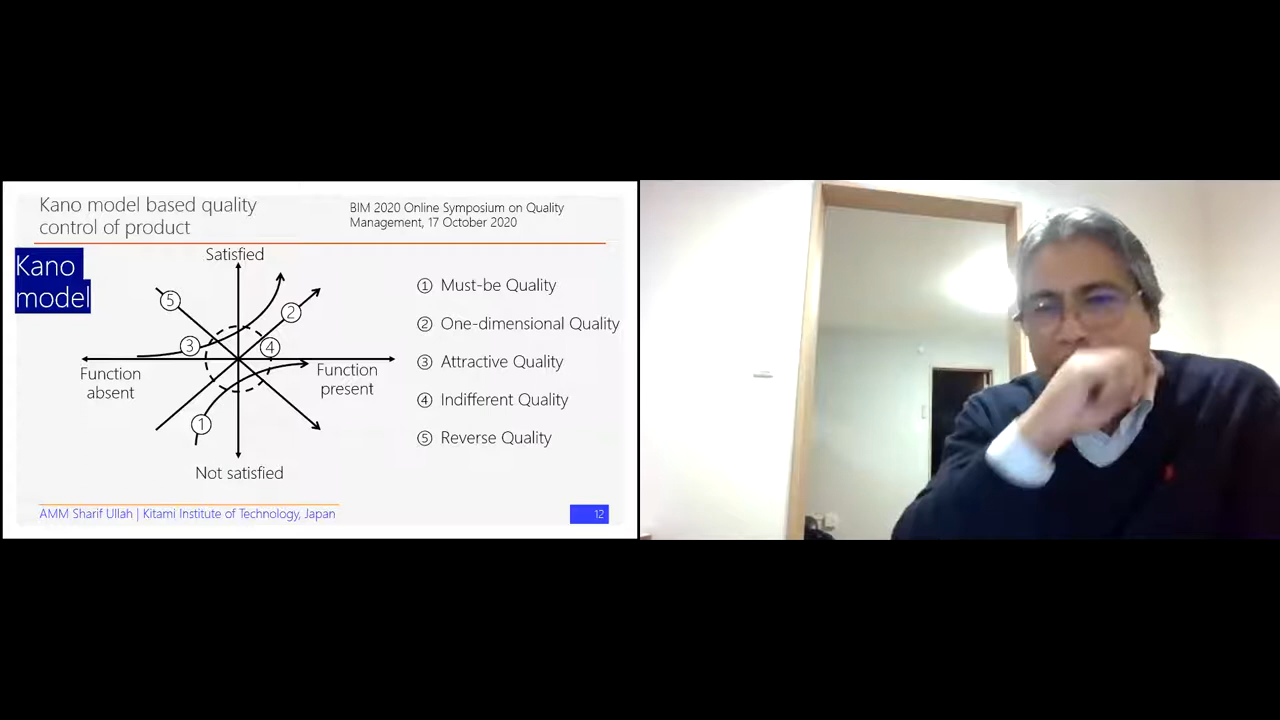 Kano model based quality
control of product
BIM 2020 Online Symposium on Quality
Management, 17 October 2020
Kano
model
Satisfied
5
2
3
4
Function
absent
Function
present
1
Not satisfied
① Must-be Quality
② One-dimensional Quality
③ Attractive Quality
④ Indifferent Quality
⑤ Reverse Quality
AMM Sharif Ullah | Kitami Institute of Technology, Japan
12